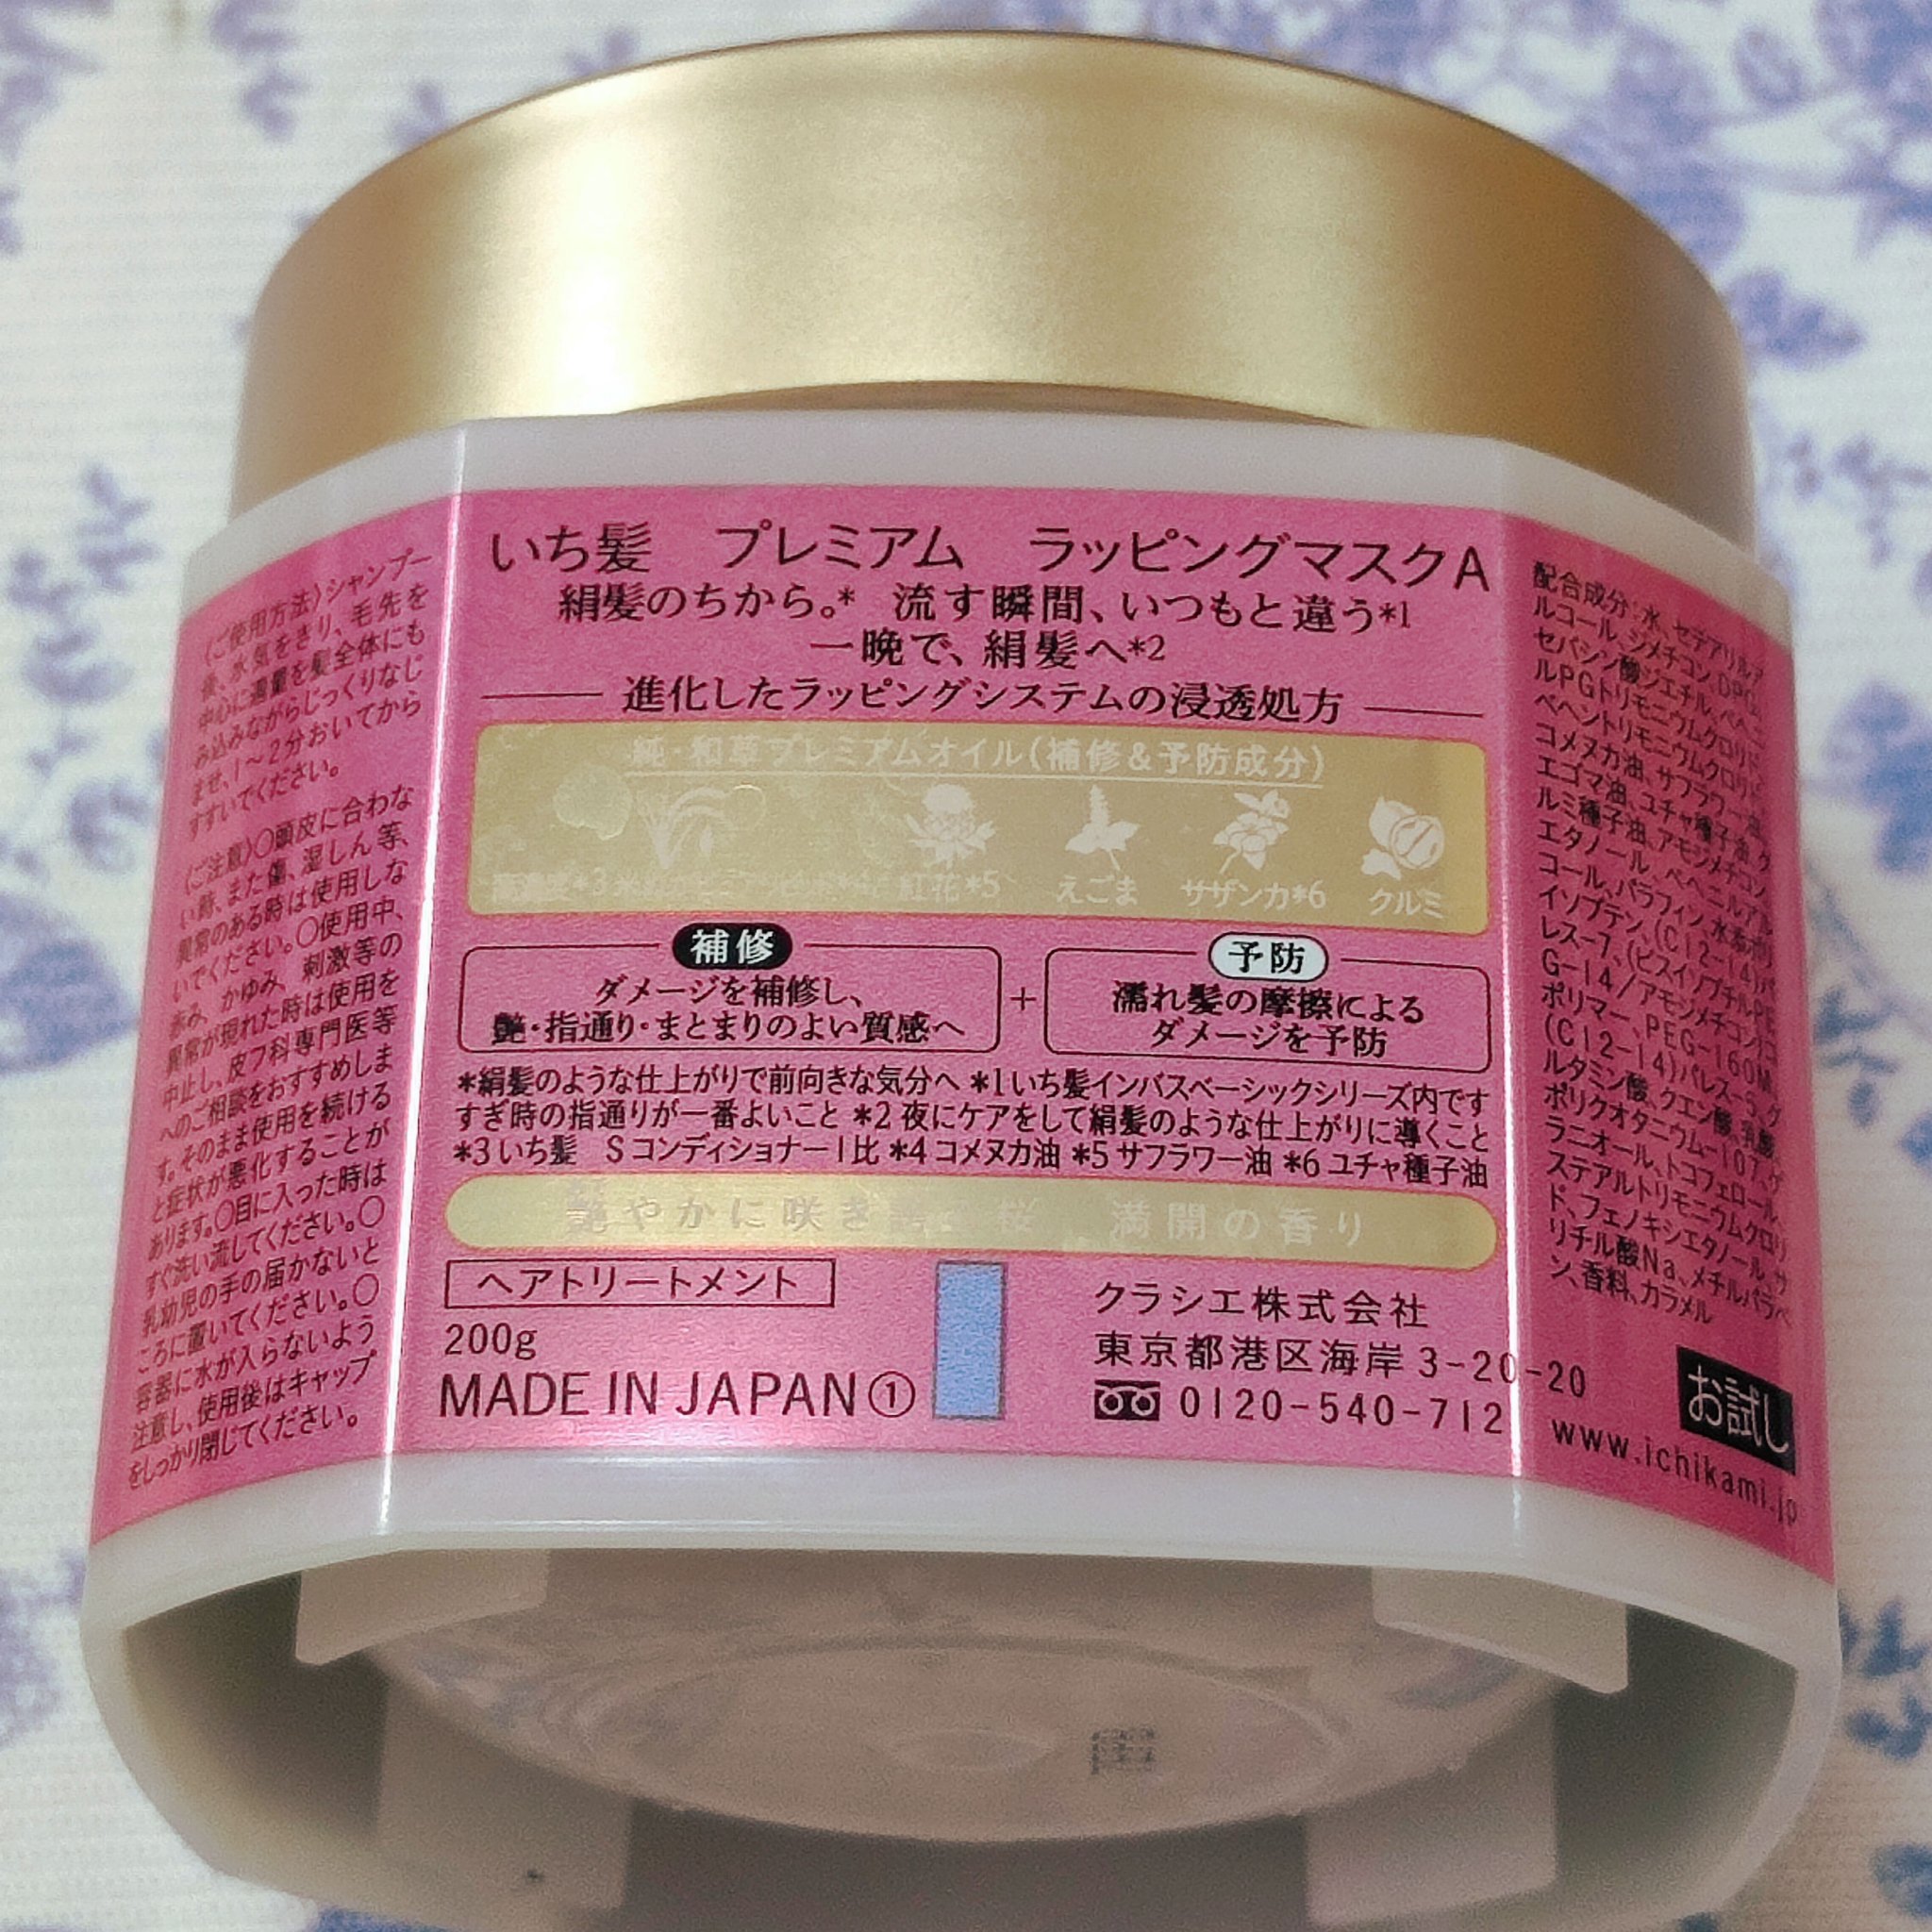 〈ご使用方法〉シャンプー
後、水気をきり、毛先を
中心に適量を髪全体にも
み込みながらじっくりなじ
ませ、1～2分おいてから
すすいでください。
〈ご注意〉〇頭皮に合わな
い時、また傷、湿しん等、
異常のある時は使用しな
いでください。〇使用中、
赤み、かゆみ、刺激等の
異常が現れた時は使用を
中止し、皮フ科専門医等
へのご相談をおすすめしま
す。そのまま使用を続ける
と症状が悪化することが
あります。〇目に入った時は
すぐ洗い流してください。〇
乳幼児の手の届かないと
ころに置いてください。〇
容器に水が入らないよう
注意し、使用後はキャップ
をしっかり閉じてください。
いち髪　プレミアム　ラッピングマスクA
絹髪のちから。* 流す瞬間、いつもと違う*1
一晩で、絹髪へ*2
進化したラッピングシステムの浸透処方
純・和草プレミアムオイル(補修&予防成分)
紅花*5 えごま サザンカ*6 クルミ
補修
ダメージを補修し、
艶・指通り・まとまりのよい質感へ
+
予防
濡れ髪の摩擦による
ダメージを予防
*絹髪のような仕上がりで前向きな気分へ *1いち髪インバスベーシックシリーズ内です
すぎ時の指通りが一番よいこと *2 夜にケアをして絹髪のような仕上がりに導くこと
*3いち髪　Sコンディショナー1比 *4コメヌカ油 *5サフラワー油 *6ユチャ種子油
艶やかに咲き 桜 満開の香り
ヘアトリートメント
200g
MADE IN JAPAN①
クラシエ株式会社
東京都港区海岸3-20-20
0120-540-712
www.ichikami.jp
お試し
配合成分:水、セテアリルア
ルコール、ジメチコン、DPG、
セバシン酸ジエチル、ベヘニ
ルPGトリモニウムクロリド、
ベヘントリモニウムクロリド、
コメヌカ油、サフラワー油、
エゴマ油、ユチャ種子油、ク
ルミ種子油、アモジメチコン、
エタノール、ベヘニルアル
コール、パラフィン、水添ポリ
イソブテン、(C12-14)パ
レス-7、(ビスイソブチルPE
G-14/アモジメチコン)コ
ポリマー、PEG-160M、
(C12-14)パレス-5、グ
ルタミン酸、クエン酸、乳酸、
ポリクオタニウム-107、ゲ
ラニオール、トコフェロール、
ステアルトリモニウムクロリ
ド、フェノキシエタノール、サ
リチル酸Na、メチルパラベ
ン、香料、カラメル